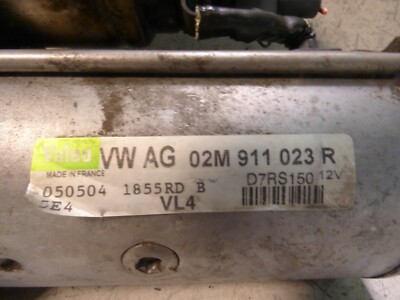 Valeo VW AG 02M 911 023 R
MADE IN FRANCE
050504 1855RD B D7RS150 12V
5E4 VL4